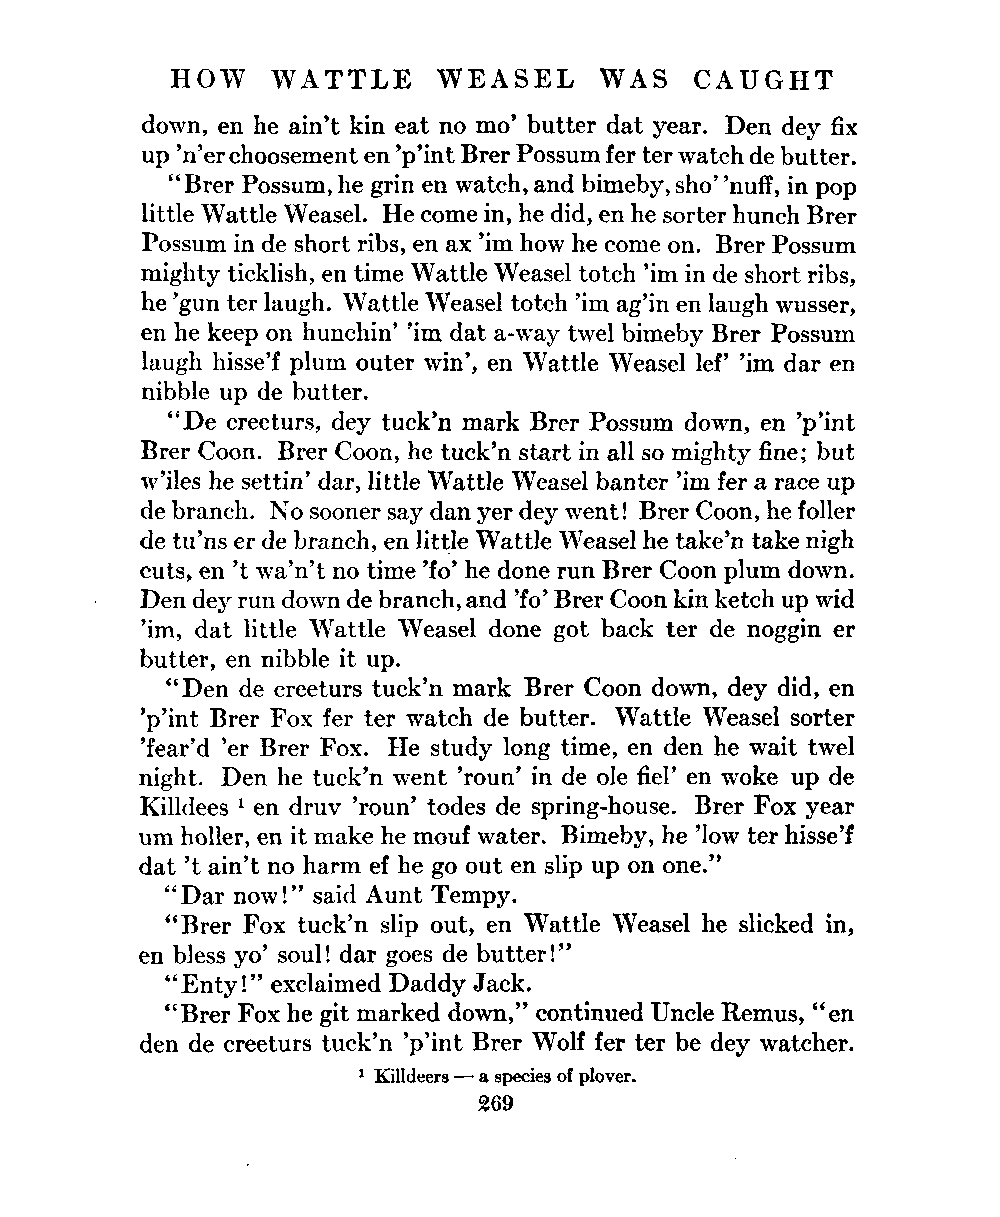 HOW WATTLE WEASEL WAS CAUGHT
down, en he ain't kin eat no mo' butter dat year. Den dey fix
up 'n'er choosement en 'p'int Brer Possum fer ter watch de butter.
"Brer Possum, he grin en watch, and bimeby, sho' 'nuff, in pop
little Wattle Weasel. He come in, he did, en he sorter hunch Brer
Possum in de short ribs, en ax 'im how he come on. Brer Possum
mighty ticklish, en time Wattle Weasel totch 'im in de short ribs,
he 'gun ter laugh. Wattle Weasel totch 'im ag'in en laugh wusser,
en he keep on hunchin' 'im dat a-way twel bimeby Brer Possum
laugh hisse'f plum outer win', en Wattle Weasel lef' 'im dar en
nibble up de butter.
"De creeturs, dey tuck'n mark Brer Possum down, en 'p'int
Brer Coon. Brer Coon, he tuck'n start in all so mighty fine; but
w'iles he settin' dar, little Wattle Weasel banter 'im fer a race up
de branch. No sooner say dan yer dey went! Brer Coon, he foller
de tu'ns er de branch, en little Wattle Weasel he take'n take nigh
cuts, en 't wa'n't no time 'fo' he done run Brer Coon plum down.
Den dey run down de branch, and 'fo' Brer Coon kin ketch up wid
'im, dat little Wattle Weasel done got back ter de noggin er
butter, en nibble it up.
"Den de creeturs tuck'n mark Brer Coon down, dey did, en
'p'int Brer Fox fer ter watch de butter. Wattle Weasel sorter
'fear'd 'er Brer Fox. He study long time, en den he wait twel
night. Den he tuck'n went 'roun' in de ole fiel' en woke up de
Killdees ¹ en druv 'roun' todes de spring-house. Brer Fox year
um holler, en it make he mouf water. Bimeby, he 'low ter hisse'f
dat 't ain't no harm ef he go out en slip up on one."
"Dar now!" said Aunt Tempy.
"Brer Fox tuck'n slip out, en Wattle Weasel he slicked in,
en bless yo' soul! dar goes de butter!"
"Enty!" exclaimed Daddy Jack.
"Brer Fox he git marked down," continued Uncle Remus, "en
den de creeturs tuck'n 'p'int Brer Wolf fer ter be dey watcher.
¹ Killdeers — a species of plover.
269